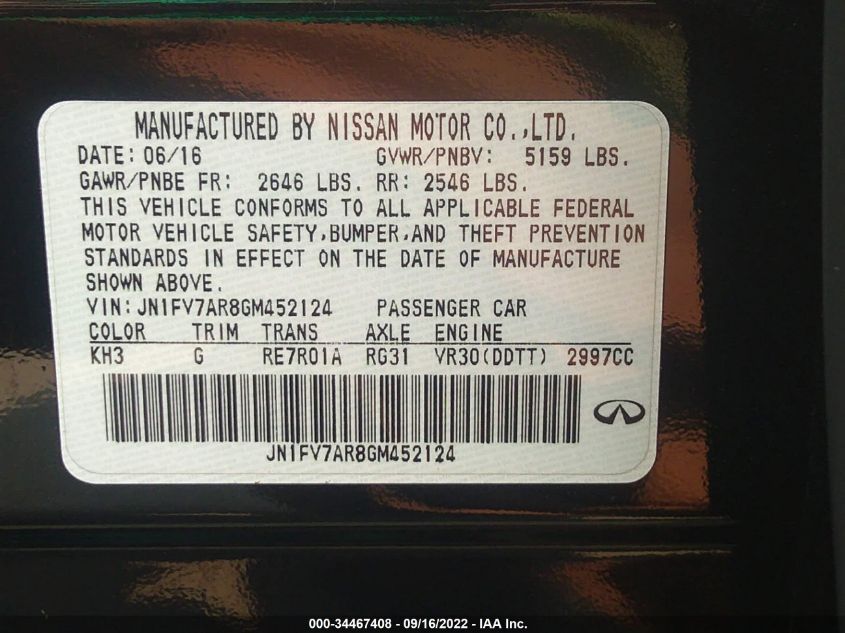 MANUFACTURED BY NISSAN MOTOR CO.,LTD.
DATE: 06/16 GVWR/PNBV: 5159 LBS.
GAWR/PNBE FR: 2646 LBS. RR: 2546 LBS.
THIS VEHICLE CONFORMS TO ALL APPLICABLE FEDERAL
MOTOR VEHICLE SAFETY,BUMPER,AND THEFT PREVENTION
STANDARDS IN EFFECT ON THE DATE OF MANUFACTURE
SHOWN ABOVE.
VIN:JN1FV7AR8GM452124 PASSENGER CAR
COLOR TRIM TRANS AXLE ENGINE
KH3 G RE7R01A RG31 VR30(DDTT) 2997CC
JN1FV7AR8GM452124
000-34467408 - 09/16/2022 - IAA Inc.